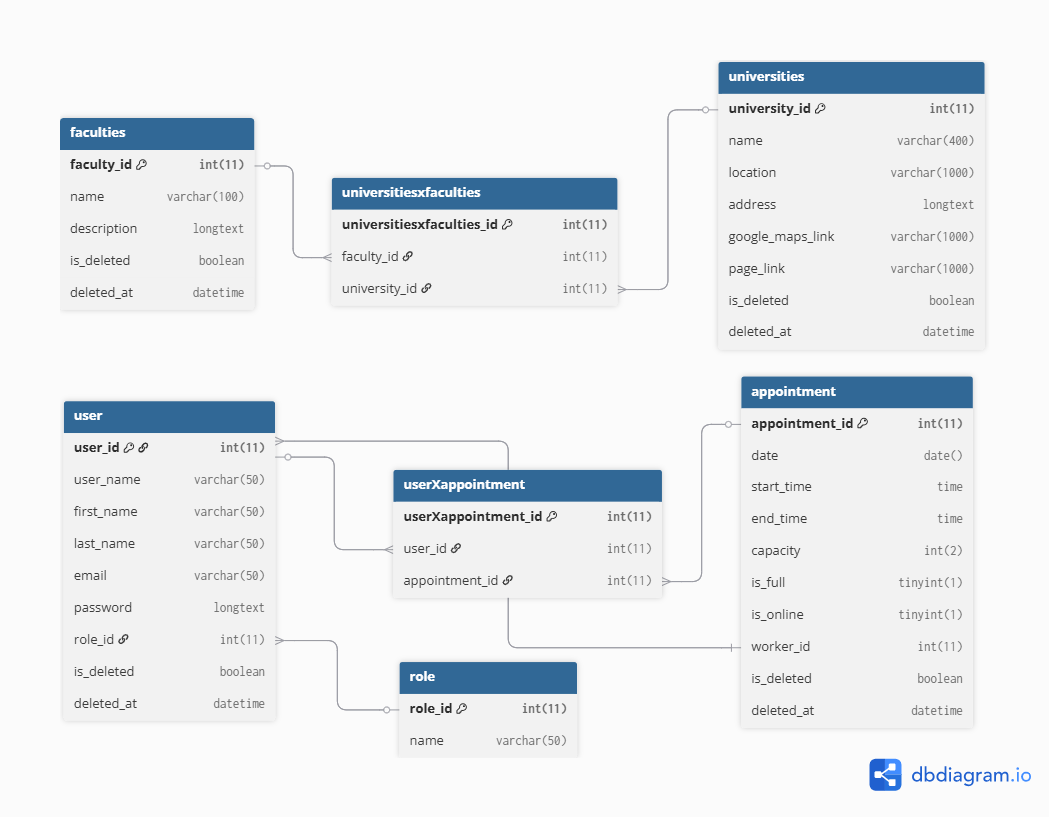 faculties
faculty_id int(11)
name varchar(100)
description longtext
is_deleted boolean
deleted_at datetime
universitiesxfaculties
universitiesxfaculties_id int(11)
faculty_id int(11)
university_id int(11)
universities
university_id int(11)
name varchar(400)
location varchar(1000)
address longtext
google_maps_link varchar(1000)
page_link varchar(1000)
is_deleted boolean
deleted_at datetime
user
user_id int(11)
user_name varchar(50)
first_name varchar(50)
last_name varchar(50)
email varchar(50)
password longtext
role_id int(11)
is_deleted boolean
deleted_at datetime
userXappointment
userXappointment_id int(11)
user_id int(11)
appointment_id int(11)
role
role_id int(11)
name varchar(50)
appointment
appointment_id int(11)
date date()
start_time time
end_time time
capacity int(2)
is_full tinyint(1)
is_online tinyint(1)
worker_id int(11)
is_deleted boolean
deleted_at datetime
dbdiagram.io